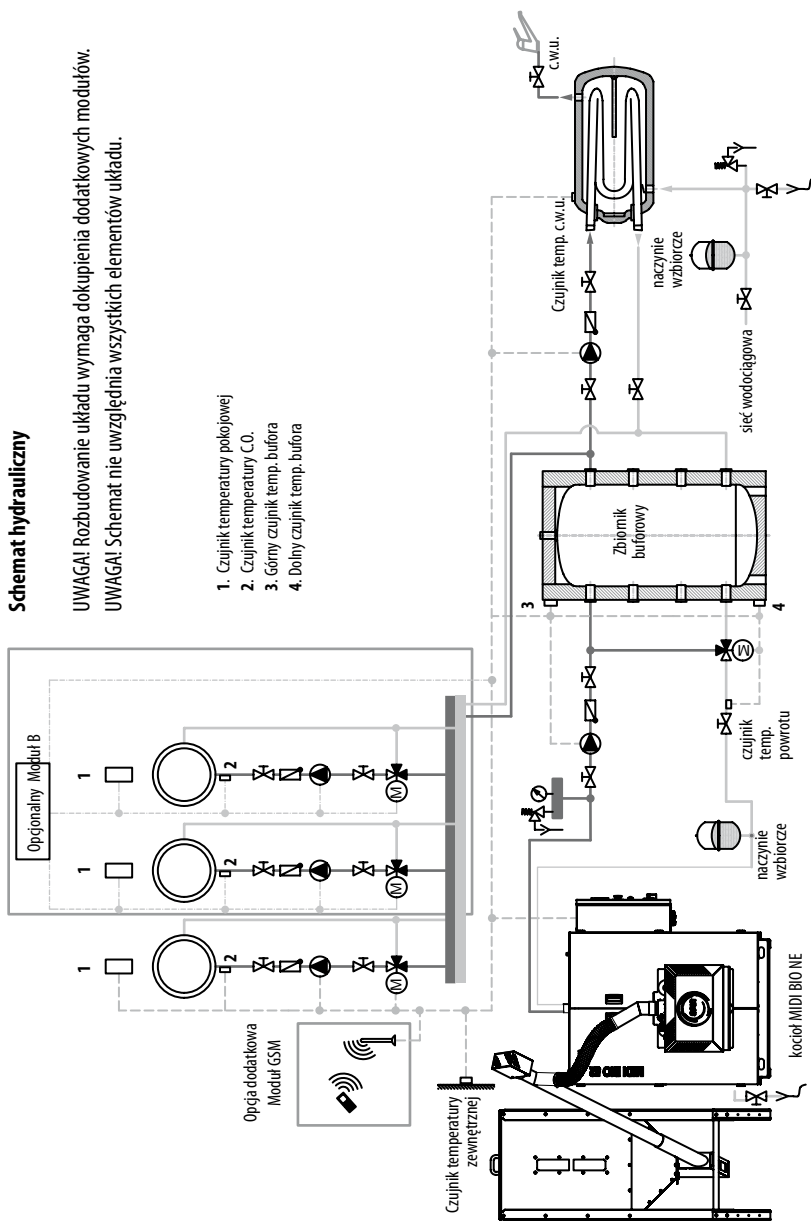 Schemat hydrauliczny
UWAGA! Rozbudowanie układu wymaga dokupienia dodatkowych modułów.
UWAGA! Schemat nie uwzględnia wszystkich elementów układu.
1. Czujnik temperatury pokojowej
2. Czujnik temperatury C.O.
3. Górny czujnik temp. bufora
4. Dolny czujnik temp. bufora
Opcjonalny Moduł B
1
1
1
2
2
2
M
M
M
Opcja dodatkowa
Moduł GSM
Czujnik temperatury
zewnętrznej
kocioł MIDI BIO NE
naczynie
wzbiorcze
czujnik
temp.
powrotu
M
3
4
Zbiornik
buforowy
Czujnik temp. c.w.u.
c.w.u.
naczynie
wzbiorcze
sieć wodociągowa